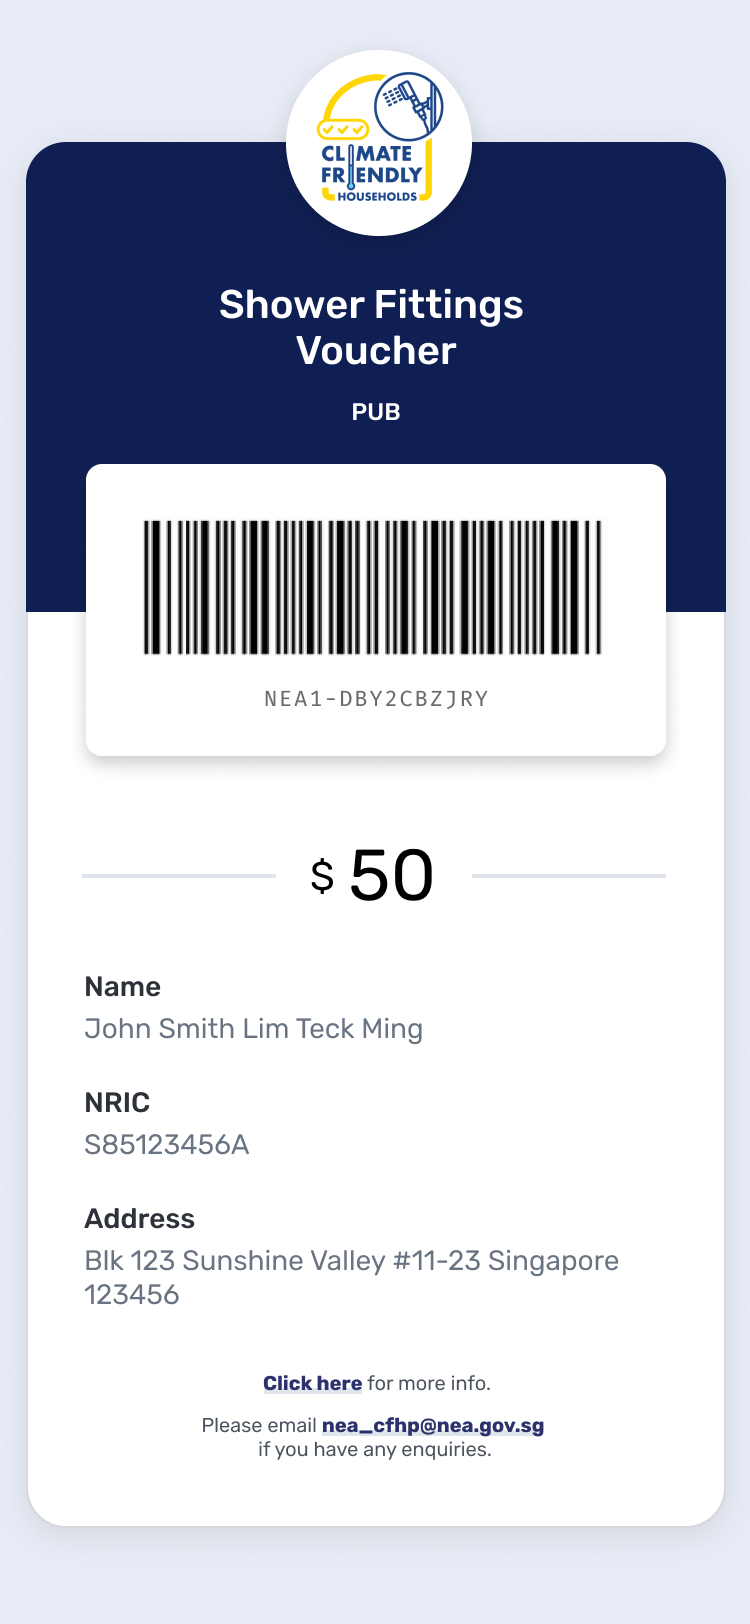 CLIMATE
FRIENDLY
HOUSEHOLDS
Shower Fittings
Voucher
PUB
NEA1-DBY2CBZJRY
$ 50
Name
John Smith Lim Teck Ming
NRIC
S85123456A
Address
Blk 123 Sunshine Valley #11-23 Singapore
123456
Click here for more info.
Please email nea_cfhp@nea.gov.sg
if you have any enquiries.